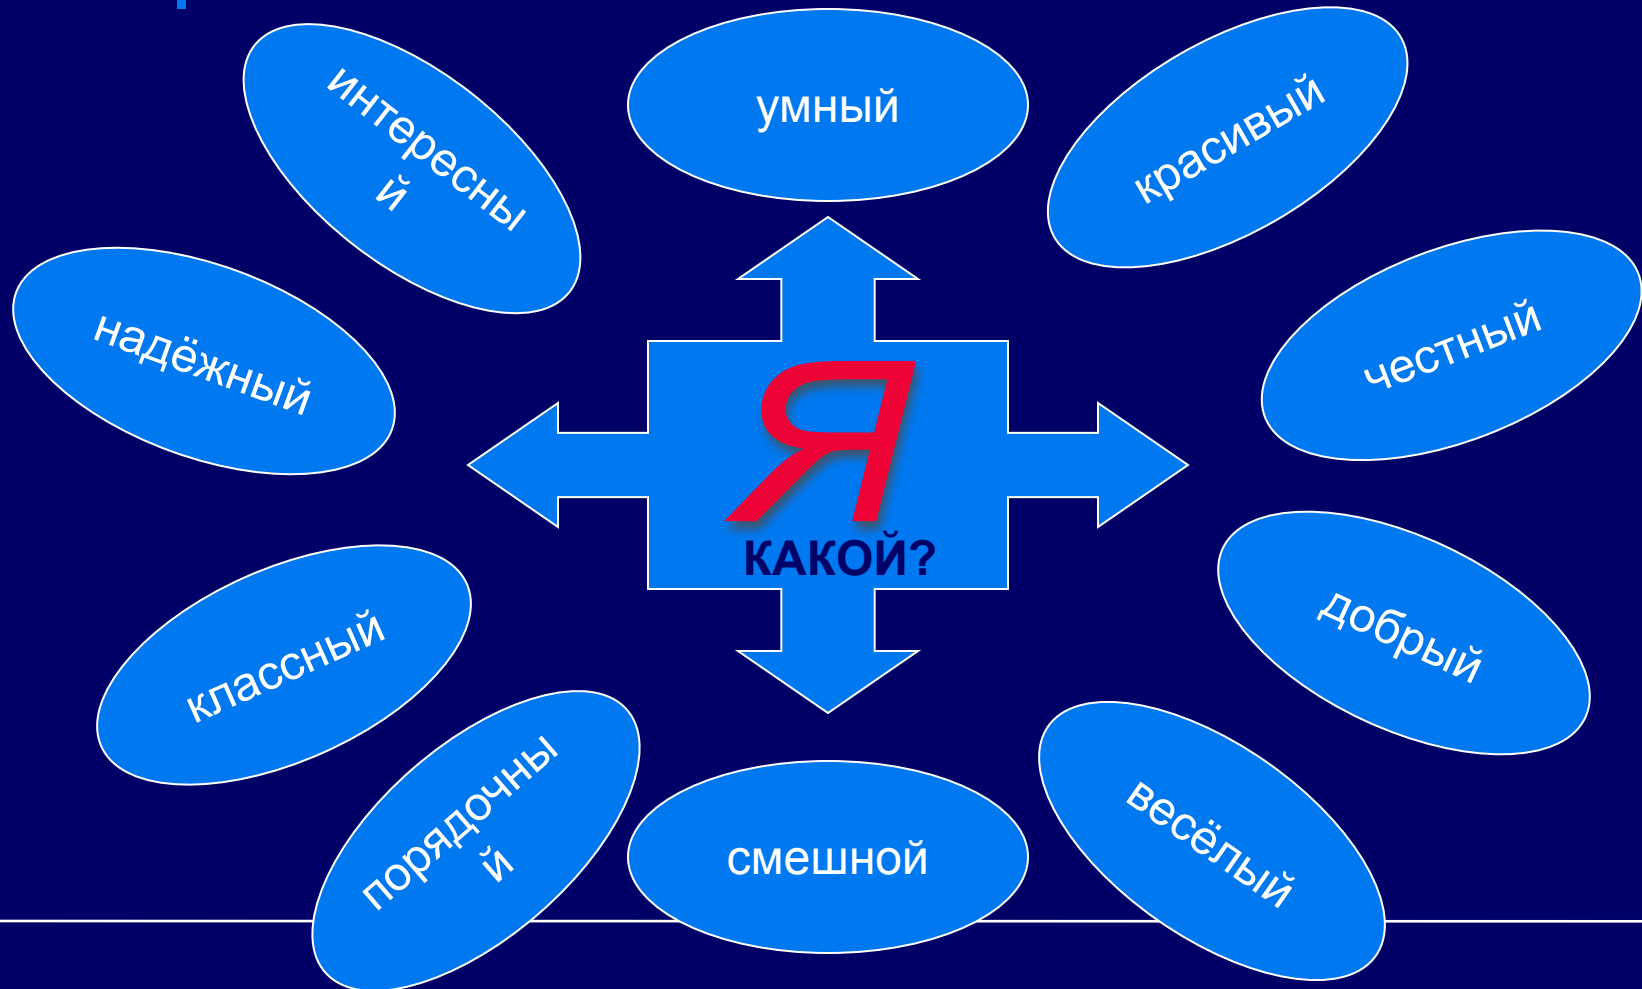 умный
красивый
интересны
й
честный
надёжный
Я
КАКОЙ?
добрый
классный
весёлый
порядочны
й
смешной